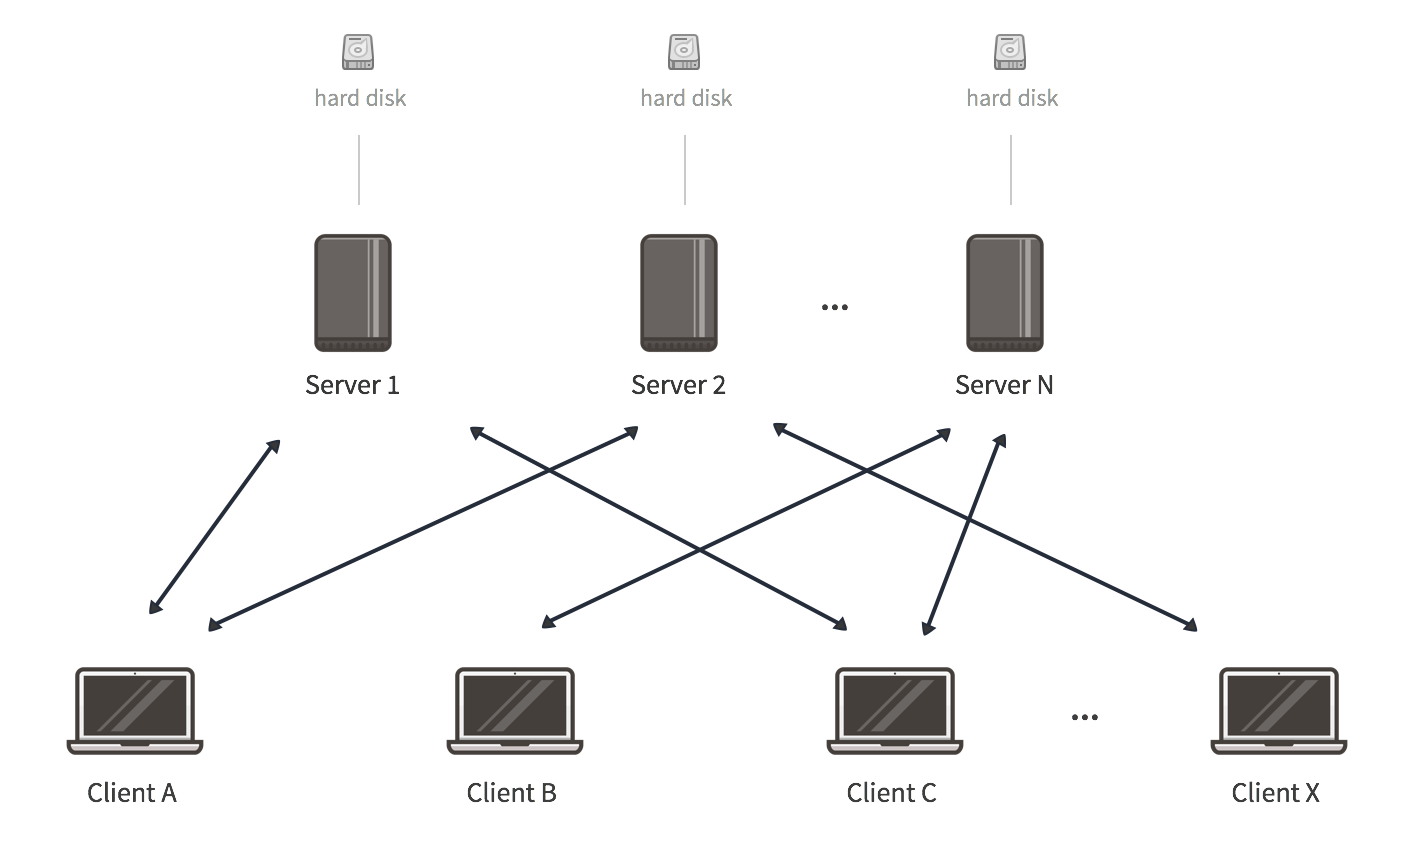 hard disk
hard disk
hard disk
...
Server 1
Server 2
Server N
...
Client A
Client B
Client C
Client X